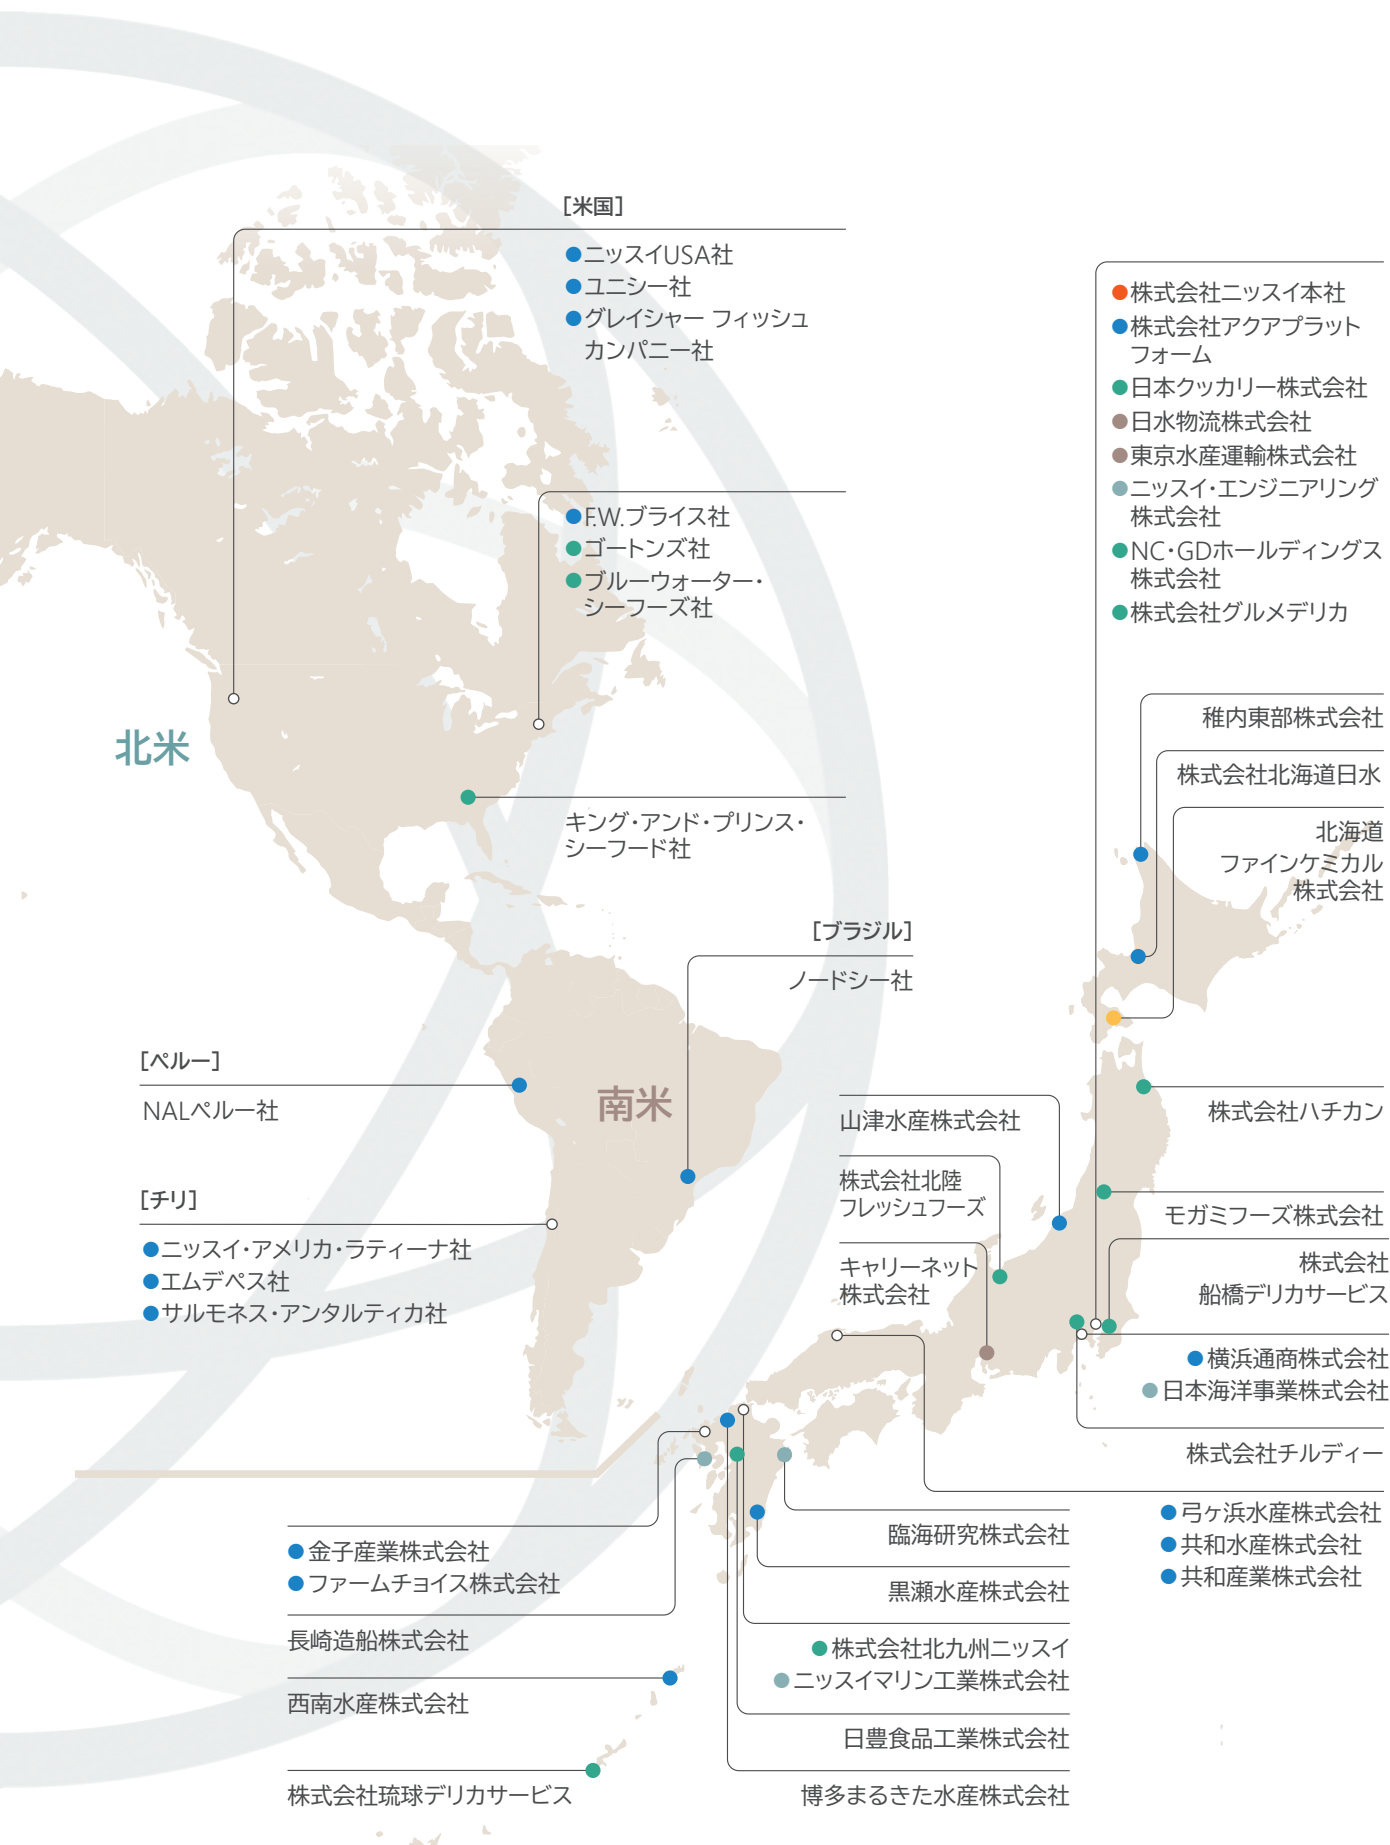 [米国]
●ニッスイUSA社
●ユニシー社
●グレイシャー フィッシュ
カンパニー社
●F.W.ブライス社
●ゴートンズ社
●ブルーウォーター・
シーフーズ社
北米
キング・アンド・プリンス・
シーフード社
[ブラジル]
ノードシー社
[ペルー]
NALペルー社
南米
[チリ]
●ニッスイ・アメリカ・ラティーナ社
●エムデペス社
●サルモネス・アンタルティカ社
●株式会社ニッスイ本社
●株式会社アクアプラット
フォーム
●日本クッカリー株式会社
●日水物流株式会社
●東京水産運輸株式会社
●ニッスイ・エンジニアリング
株式会社
●NC・GDホールディングス
株式会社
●株式会社グルメデリカ
稚内東部株式会社
株式会社北海道日水
北海道
ファインケミカル
株式会社
株式会社ハチカン
モガミフーズ株式会社
株式会社
船橋デリカサービス
●横浜通商株式会社
●日本海洋事業株式会社
株式会社チルディー
●弓ヶ浜水産株式会社
●共和水産株式会社
●共和産業株式会社
山津水産株式会社
株式会社北陸
フレッシュフーズ
キャリーネット
株式会社
臨海研究株式会社
黒瀬水産株式会社
●株式会社北九州ニッスイ
●ニッスイマリン工業株式会社
日豊食品工業株式会社
博多まるきた水産株式会社
●金子産業株式会社
●ファームチョイス株式会社
長崎造船株式会社
西南水産株式会社
株式会社琉球デリカサービス